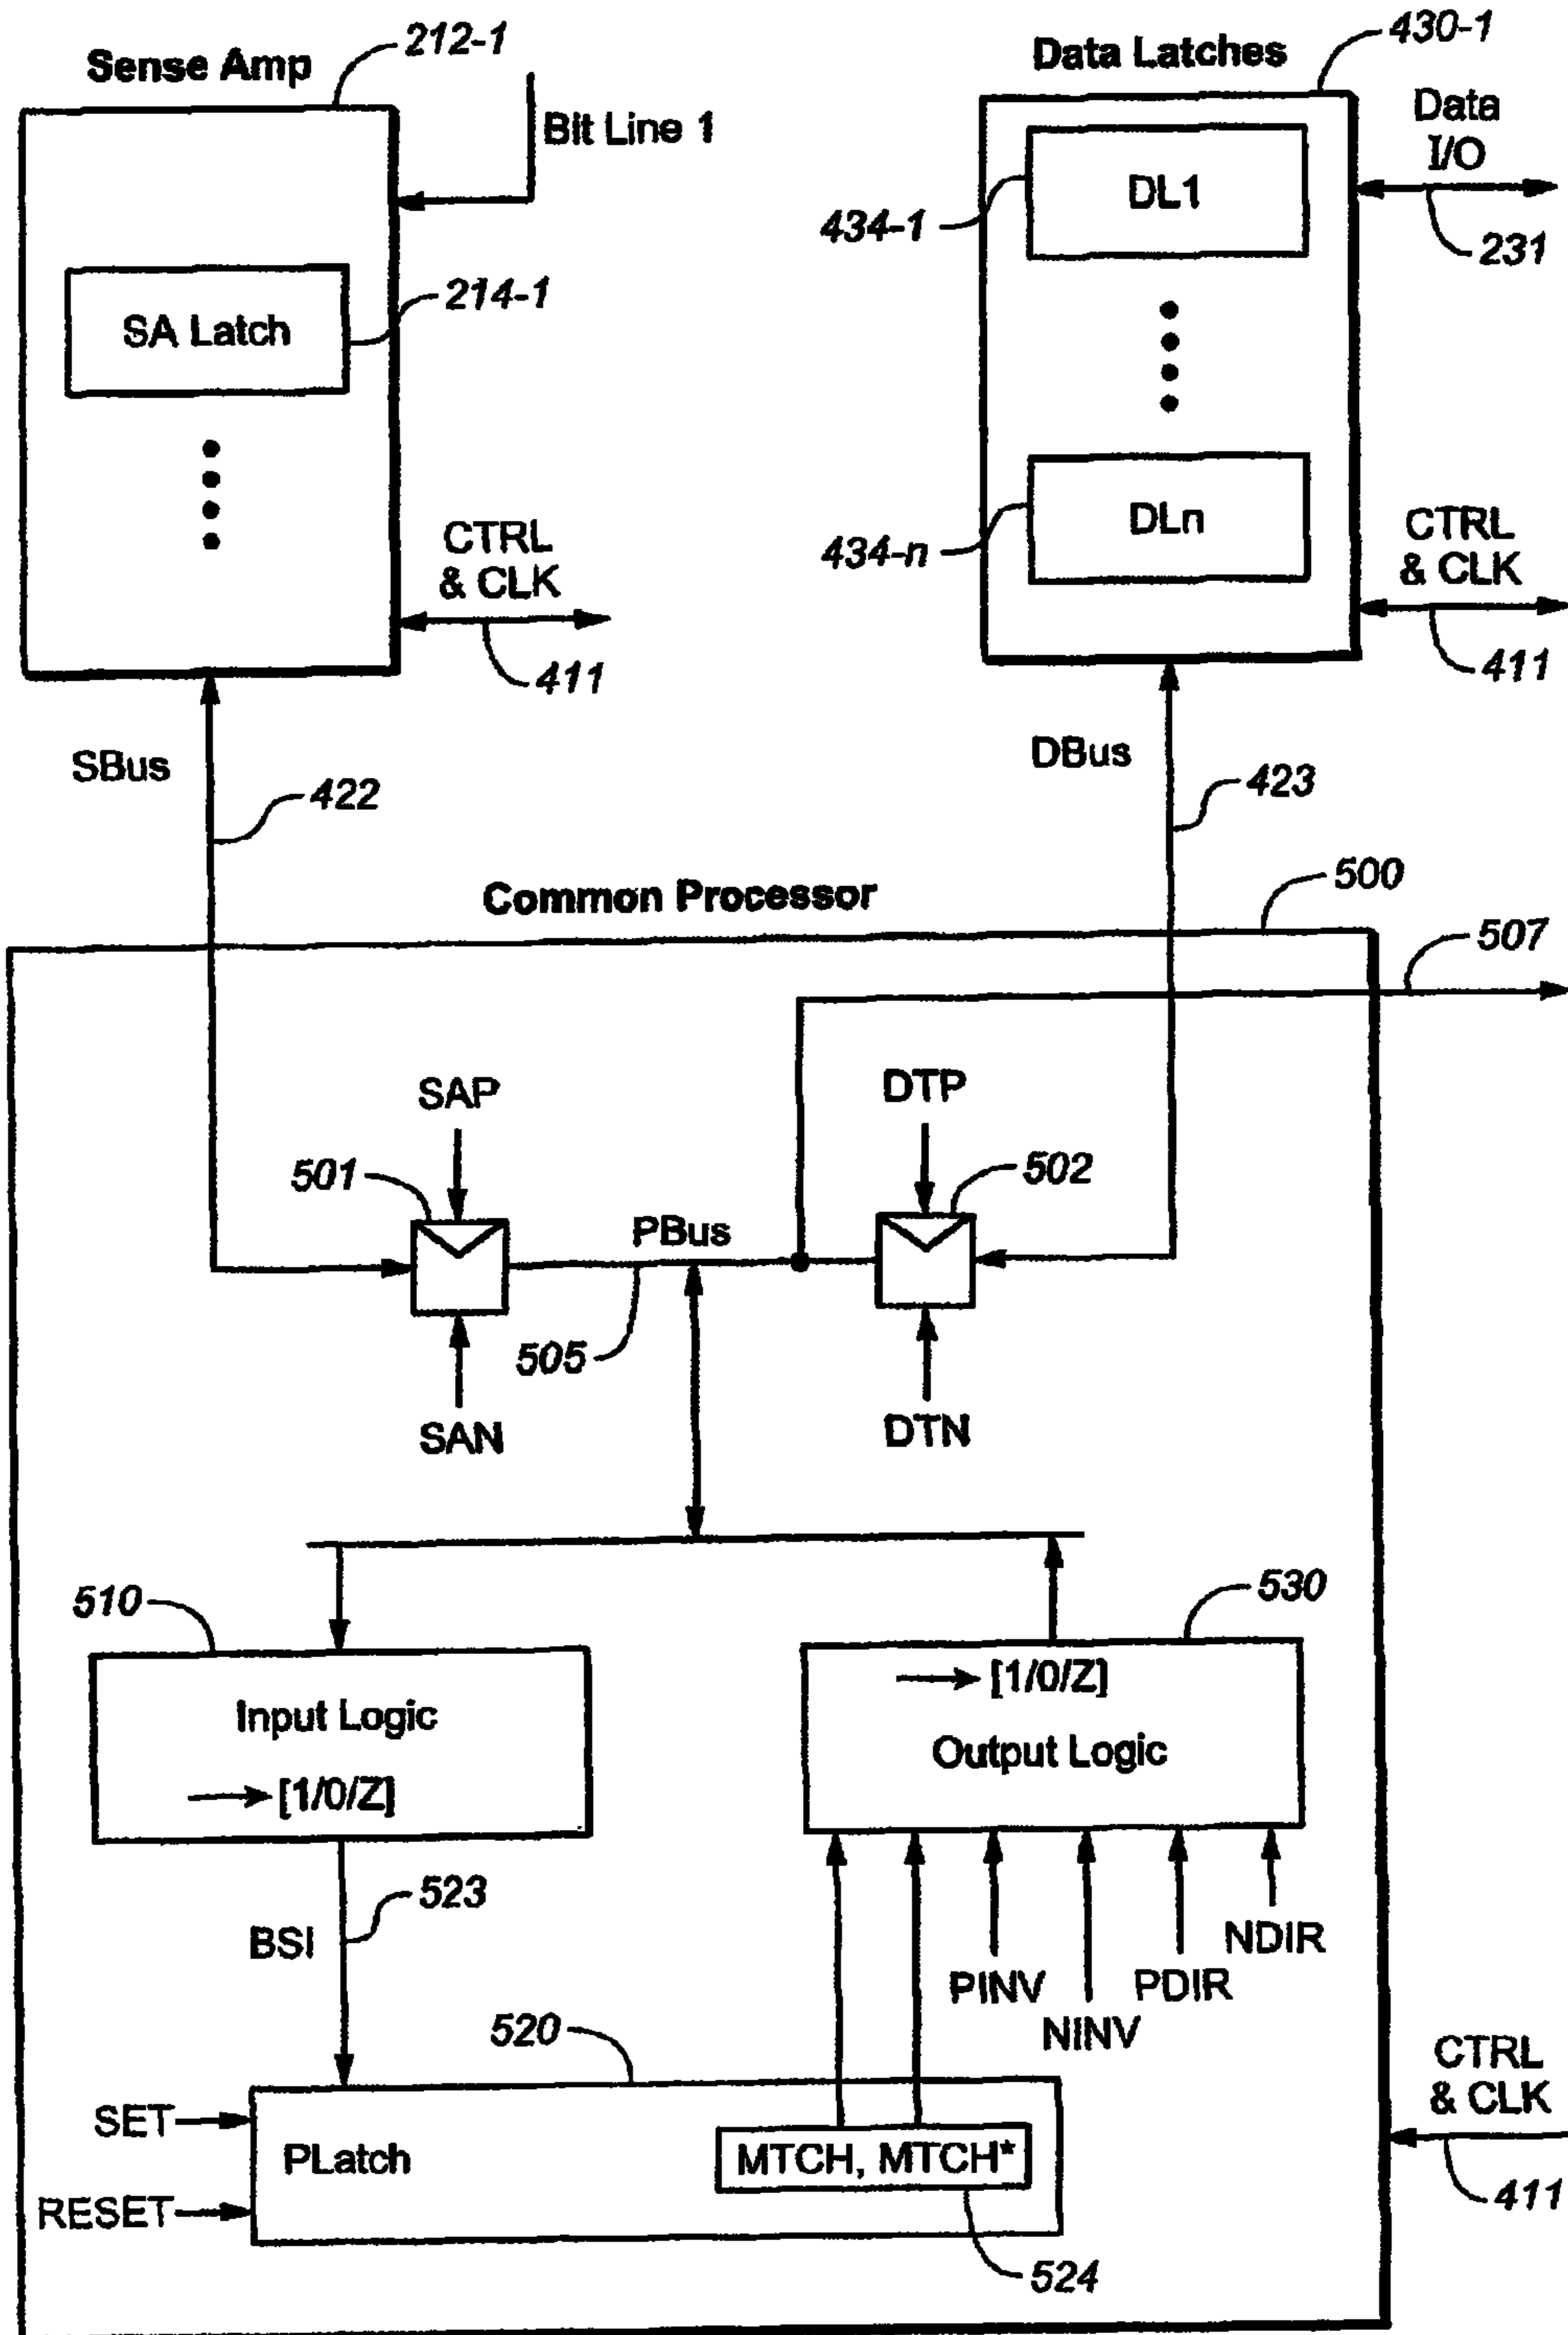 Sense Amp
212-1
Bit Line 1
SA Latch
214-1
CTRL
& CLK
411
Data Latches
430-1
Data
I/O
231
DL1
434-1
DLn
434-n
CTRL
& CLK
411
SBus
422
DBus
423
Common Processor
500
507
SAP
501
SAN
PBus
505
DTP
502
DTN
510
Input Logic
[1/0/Z]
530
[1/0/Z]
Output Logic
BSI
523
PINV
NINV
PDIR
NDIR
520
SET
RESET
PLatch
MTCH, MTCH*
524
CTRL
& CLK
411